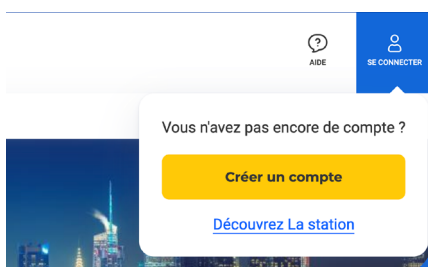 AIDE
SE CONNECTER
Vous n'avez pas encore de compte ?
Créer un compte
Découvrez La station